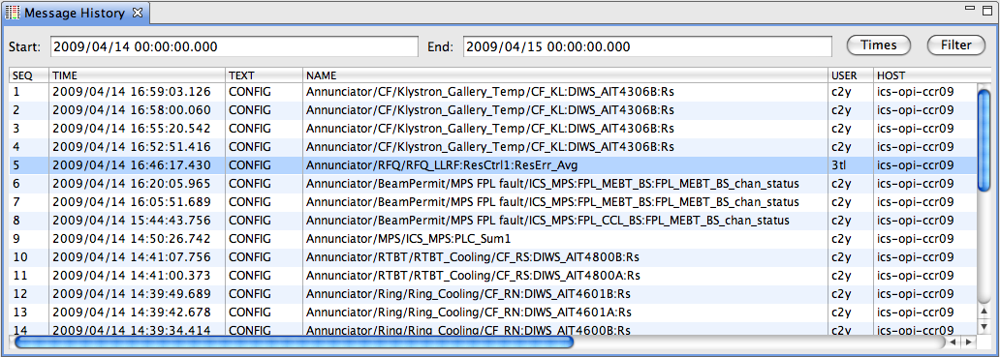 Message History
Start: 2009/04/14 00:00:00.000 End: 2009/04/15 00:00:00.000 Times Filter
SEQ TIME TEXT NAME USER HOST
1 2009/04/14 16:59:03.126 CONFIG Annunciator/CF/Klystron_Gallery_Temp/CF_KL:DIWS_AIT4306B:Rs c2y ics-opi-ccr09
2 2009/04/14 16:58:00.060 CONFIG Annunciator/CF/Klystron_Gallery_Temp/CF_KL:DIWS_AIT4306B:Rs c2y ics-opi-ccr09
3 2009/04/14 16:55:20.542 CONFIG Annunciator/CF/Klystron_Gallery_Temp/CF_KL:DIWS_AIT4306B:Rs c2y ics-opi-ccr09
4 2009/04/14 16:52:51.416 CONFIG Annunciator/CF/Klystron_Gallery_Temp/CF_KL:DIWS_AIT4306B:Rs c2y ics-opi-ccr09
5 2009/04/14 16:46:17.430 CONFIG Annunciator/RFQ/RFQ_LLRF:ResCtrl1:ResErr_Avg 3tl ics-opi-ccr09
6 2009/04/14 16:20:05.965 CONFIG Annunciator/BeamPermit/MPS FPL fault/ICS_MPS:FPL_MEBT_BS:FPL_MEBT_BS_chan_status c2y ics-opi-ccr09
7 2009/04/14 16:05:51.689 CONFIG Annunciator/BeamPermit/MPS FPL fault/ICS_MPS:FPL_MEBT_BS:FPL_MEBT_BS_chan_status c2y ics-opi-ccr09
8 2009/04/14 15:44:43.756 CONFIG Annunciator/BeamPermit/MPS FPL fault/ICS_MPS:FPL_CCL_BS:FPL_MEBT_BS_chan_status c2y ics-opi-ccr09
9 2009/04/14 14:50:26.742 CONFIG Annunciator/MPS/ICS_MPS:PLC_Sum1 c2y ics-opi-ccr09
10 2009/04/14 14:41:07.756 CONFIG Annunciator/RTBT/RTBT_Cooling/CF_RS:DIWS_AIT4800B:Rs c2y ics-opi-ccr09
11 2009/04/14 14:41:00.373 CONFIG Annunciator/RTBT/RTBT_Cooling/CF_RS:DIWS_AIT4800A:Rs c2y ics-opi-ccr09
12 2009/04/14 14:39:49.689 CONFIG Annunciator/Ring/Ring_Cooling/CF_RN:DIWS_AIT4601B:Rs c2y ics-opi-ccr09
13 2009/04/14 14:39:42.678 CONFIG Annunciator/Ring/Ring_Cooling/CF_RN:DIWS_AIT4601A:Rs c2y ics-opi-ccr09
14 2009/04/14 14:39:34.414 CONFIG Annunciator/Ring/Ring_Cooling/CF_RN:DIWS_AIT4600B:Rs c2y ics-opi-ccr09